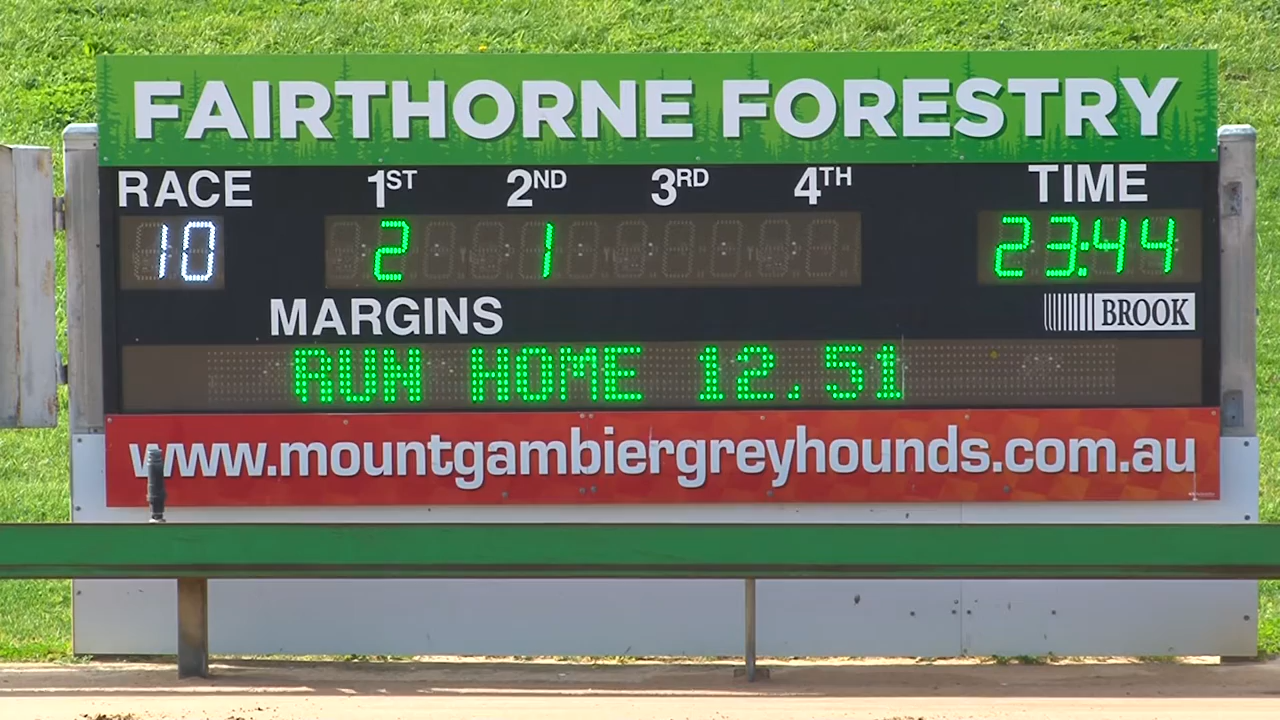 FAIRTHORNE FORESTRY
RACE 1ST 2ND 3RD 4TH TIME
10 2 1 23:44
MARGINS BROOK
RUN HOME 12.51
www.mountgambiergreyhounds.com.au